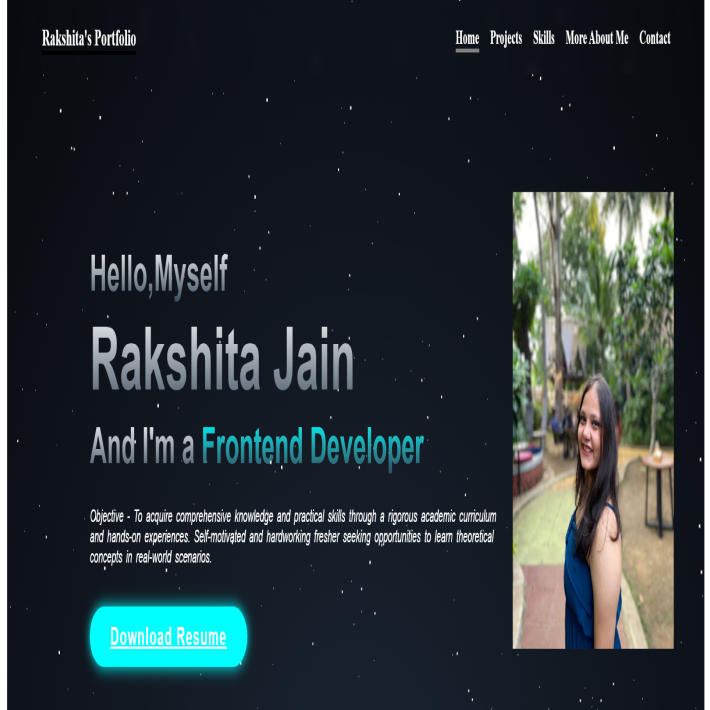 Rakshita's Portfolio
Home Projects Skills More About Me Contact
Hello,Myself
Rakshita Jain
And I'm a Frontend Developer
Objective - To acquire comprehensive knowledge and practical skills through a rigorous academic curriculum
and hands-on experiences. Self-motivated and hardworking fresher seeking opportunities to learn theoretical
concepts in real-world scenarios.
Download Resume